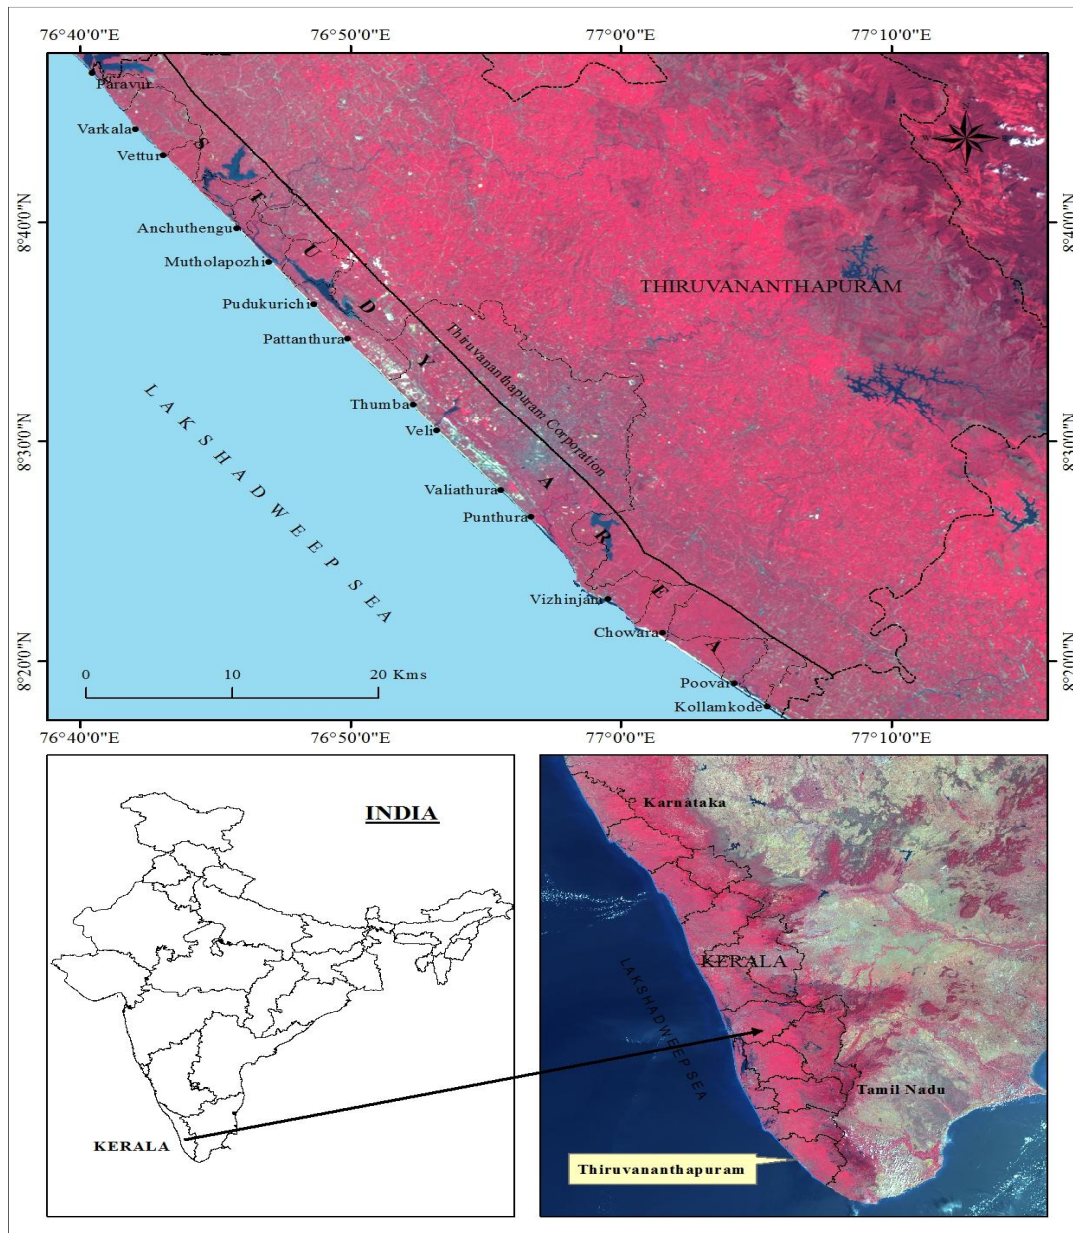 76°40'0"E
76°50'0"E
77°0'0"E
77°10'0"E
8°40'0"N
8°30'0"N
8°20'0"N
8°40'0"N
8°30'0"N
8°20'0"N
Paravur
Varkala
Vettur
Anchuthengu
Mutholapozhi
Pudukurichi
Pattanthura
Thumba
Veli
Valiathura
Punthura
Vizhinjam
Chowara
Poovar
Kollamkode
STUDY AREA
THIRUVANANTHAPURAM
Thiruvananthapuram Corporation
LAKSHADWEEP SEA
0 10 20 Kms
76°40'0"E
76°50'0"E
77°0'0"E
77°10'0"E
INDIA
KERALA
Karnataka
KERALA
LAKSHADWEEP SEA
Tamil Nadu
Thiruvananthapuram